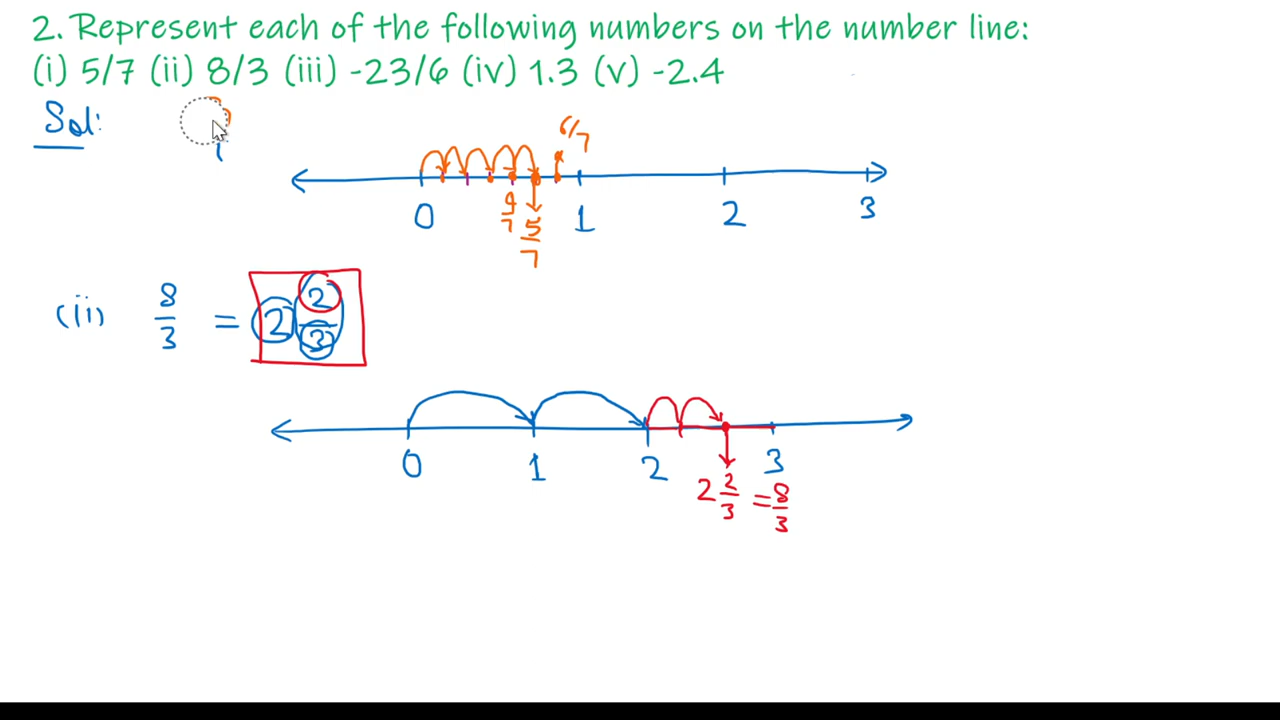 2. Represent each of the following numbers on the number line:
(i) 5/7 (ii) 8/3 (iii) -23/6 (iv) 1.3 (v) -2.4
Sol:
6/7
0 4/7 5/7 1 2 3
(ii) 8/3 = 2 2/3
0 1 2 3
2 2/3 = 8/3